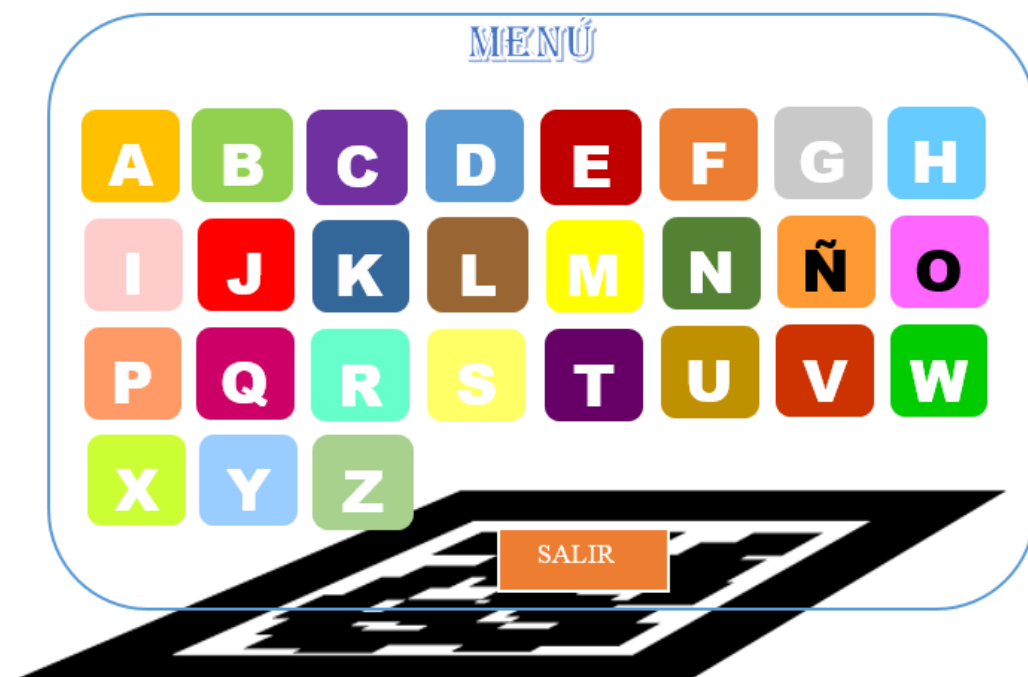 MENÚ
A B C D E F G H
I J K L M N Ñ O
P Q R S T U V W
X Y Z
SALIR